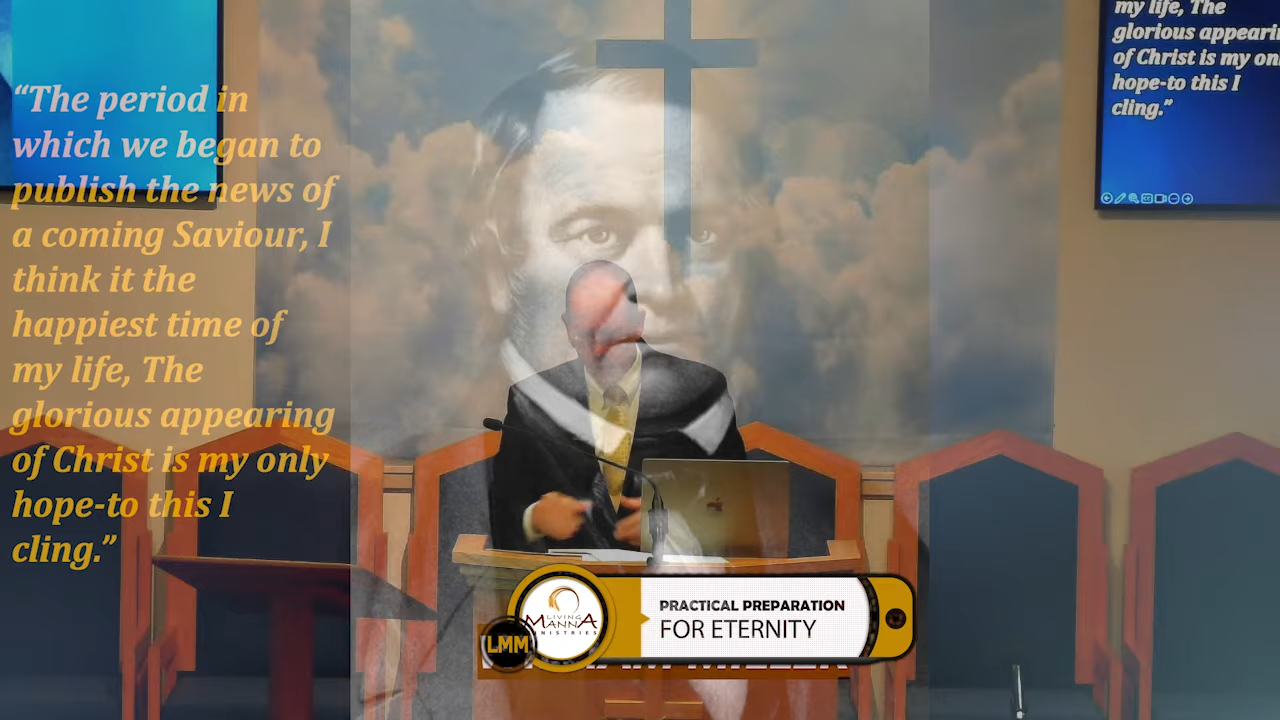 “The period in
which we began to
publish the news of
a coming Saviour, I
think it the
happiest time of
my life, The
glorious appearing
of Christ is my only
hope-to this I
cling.”
my life, The
glorious appeari
of Christ is my on
hope-to this I
cling.”
LIVING
MANNA
MINISTRIES
LMM
PRACTICAL PREPARATION
FOR ETERNITY